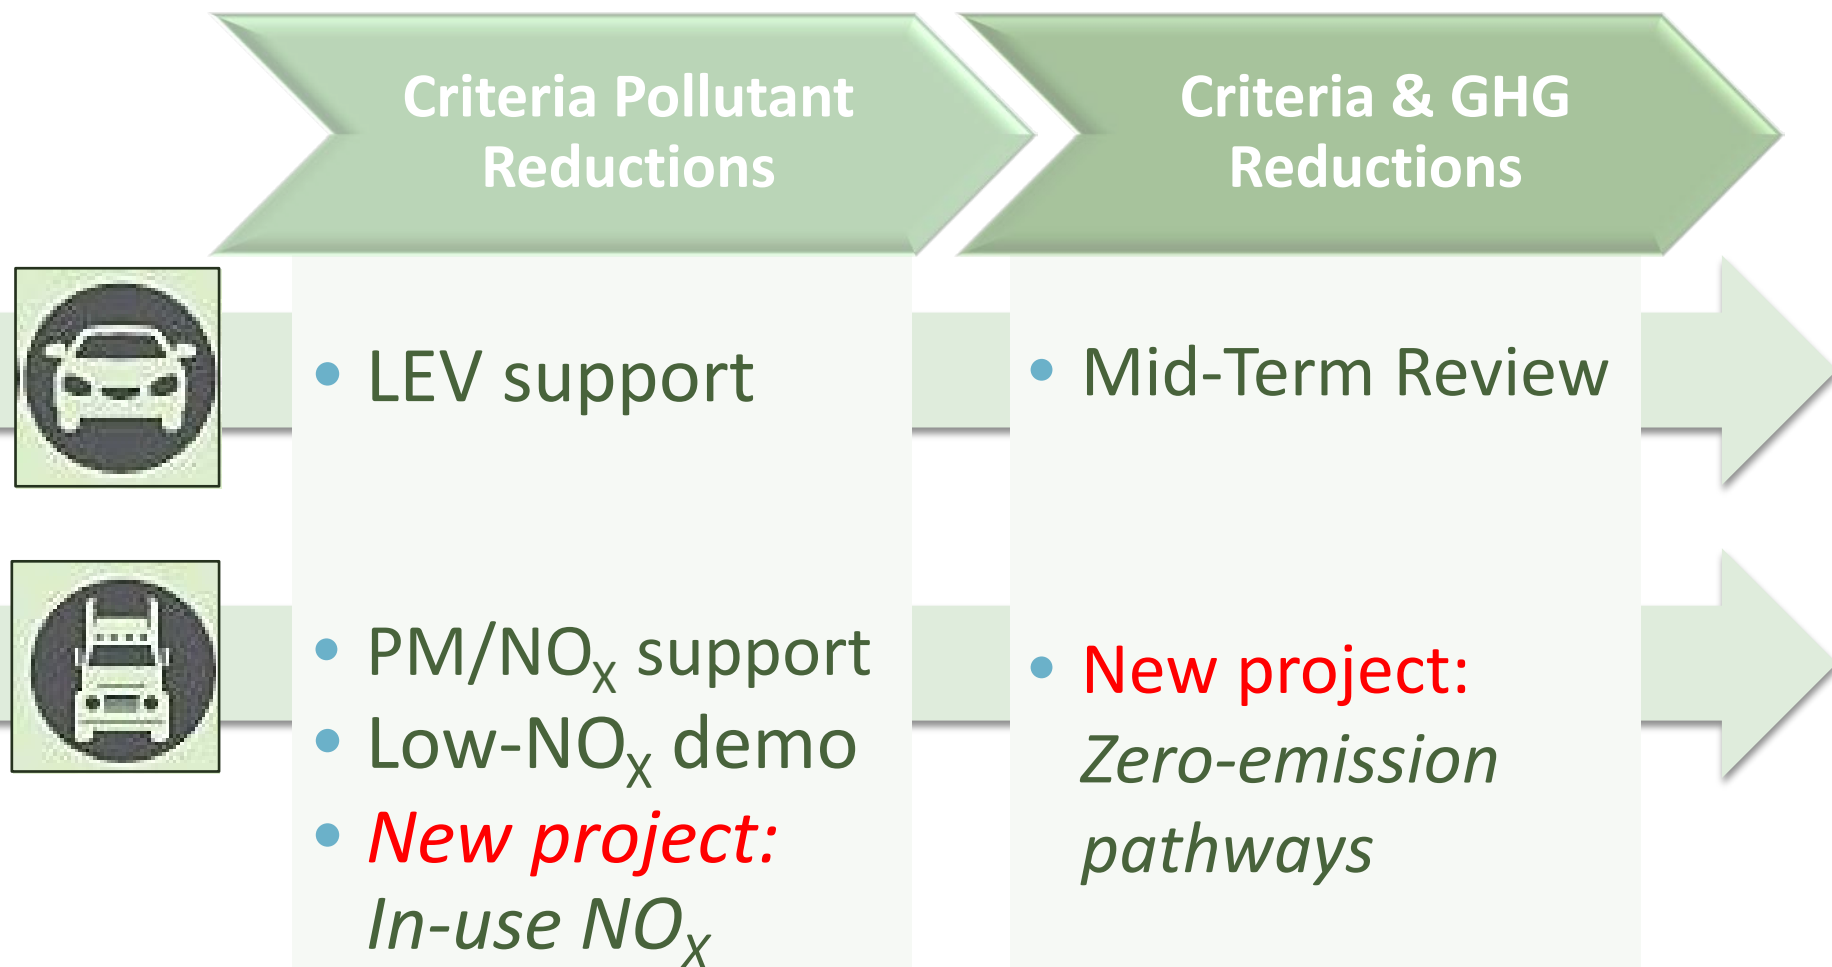 Criteria Pollutant
Reductions
Criteria & GHG
Reductions
• LEV support
• Mid-Term Review
• PM/NOX support
• Low-NOX demo
• New project:
In-use NOX
• New project:
Zero-emission
pathways